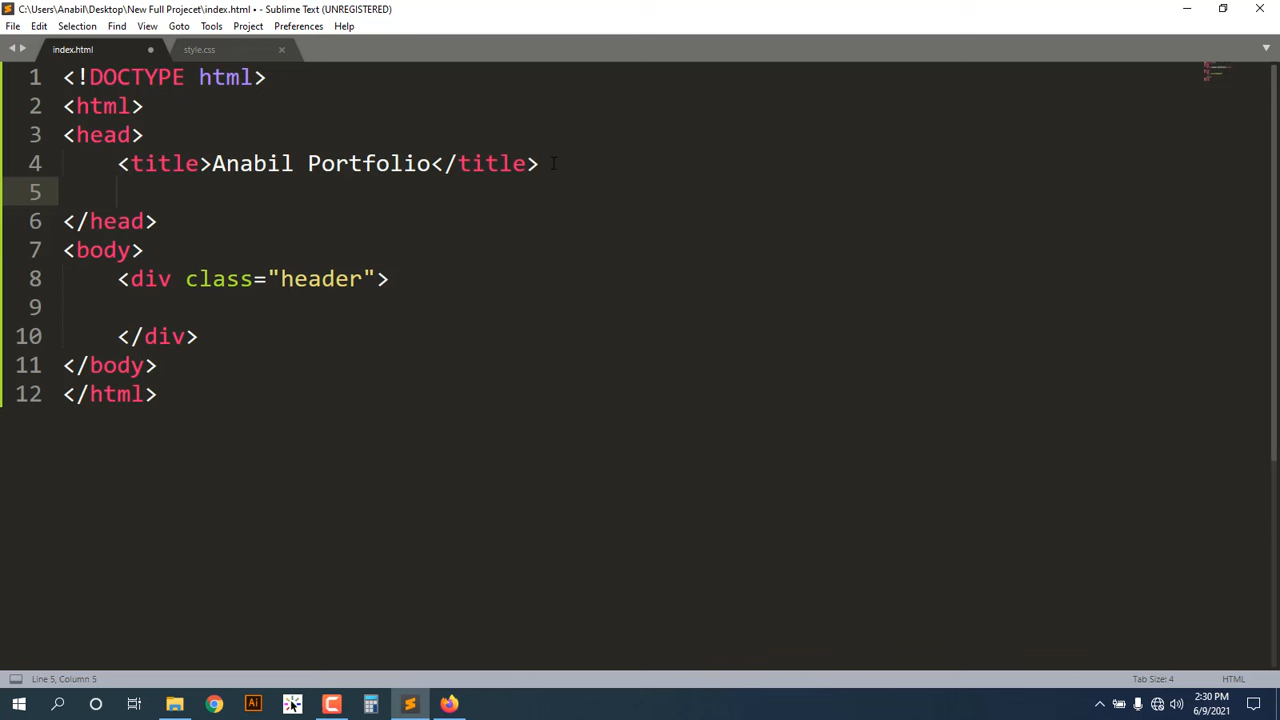 C:\Users\Anabil\Desktop\New Full Projecet\index.html • - Sublime Text (UNREGISTERED)
File Edit Selection Find View Goto Tools Project Preferences Help
index.html style.css
1 <!DOCTYPE html>
2 <html>
3 <head>
4 <title>Anabil Portfolio</title>
5
6 </head>
7 <body>
8 <div class="header">
9
10 </div>
11 </body>
12 </html>
Line 5, Column 5 Tab Size: 4 HTML
Ai 2:30 PM
6/9/2021